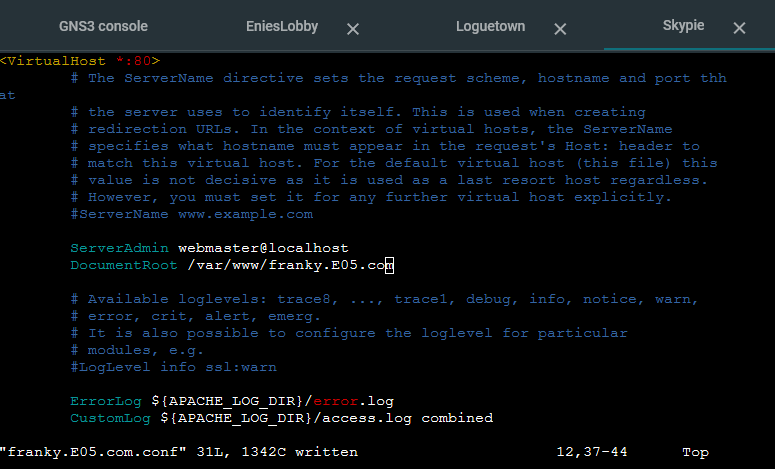 GNS3 console EniesLobby Loguetown Skypie
<VirtualHost *:80>
# The ServerName directive sets the request scheme, hostname and port thh
at
# the server uses to identify itself. This is used when creating
# redirection URLs. In the context of virtual hosts, the ServerName
# specifies what hostname must appear in the request's Host: header to
# match this virtual host. For the default virtual host (this file) this
# value is not decisive as it is used as a last resort host regardless.
# However, you must set it for any further virtual host explicitly.
#ServerName www.example.com
ServerAdmin webmaster@localhost
DocumentRoot /var/www/franky.E05.com
# Available loglevels: trace8, ..., trace1, debug, info, notice, warn,
# error, crit, alert, emerg.
# It is also possible to configure the loglevel for particular
# modules, e.g.
#LogLevel info ssl:warn
ErrorLog ${APACHE_LOG_DIR}/error.log
CustomLog ${APACHE_LOG_DIR}/access.log combined
"franky.E05.com.conf" 31L, 1342C written 12,37-44 Top